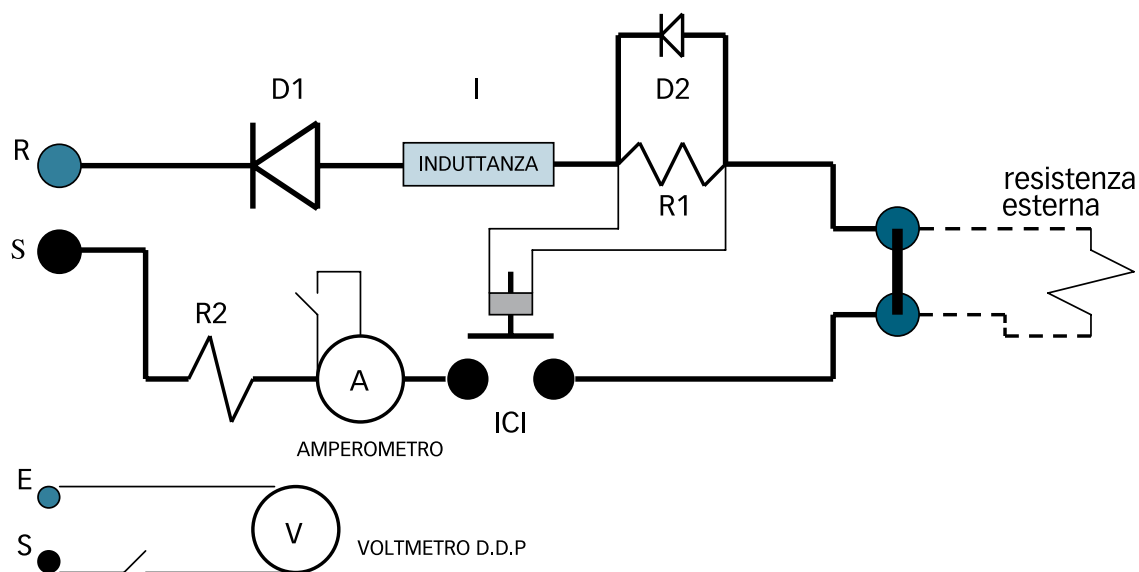 D1
I
D2
R
INDUTTANZA
R1
resistenza
esterna
S
R2
A
ICI
AMPEROMETRO
E
V
S
VOLTMETRO D.D.P